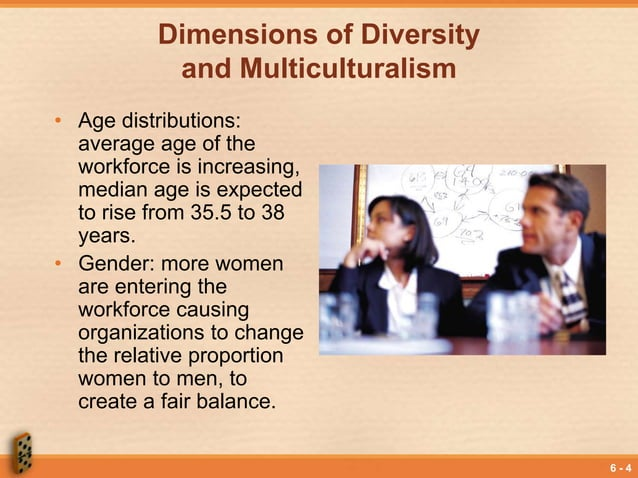 Dimensions of Diversity
and Multiculturalism
• Age distributions:
average age of the
workforce is increasing,
median age is expected
to rise from 35.5 to 38
years.
• Gender: more women
are entering the
workforce causing
organizations to change
the relative proportion
women to men, to
create a fair balance.
6 - 4